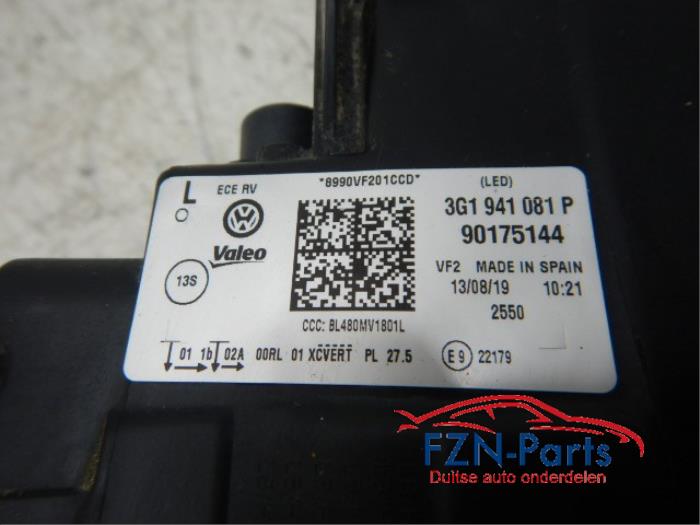 L ECE RV
*8990VF201CCD*
(LED)
3G1 941 081 P
90175144
Valeo
13S
VF2 MADE IN SPAIN
13/08/19 10:21
2550
CCC: BL480MV1801L
01 1b 02A 00RL 01 XCVERT PL 27.5 E9 22179
FZN-Parts
Duitse auto onderdelen